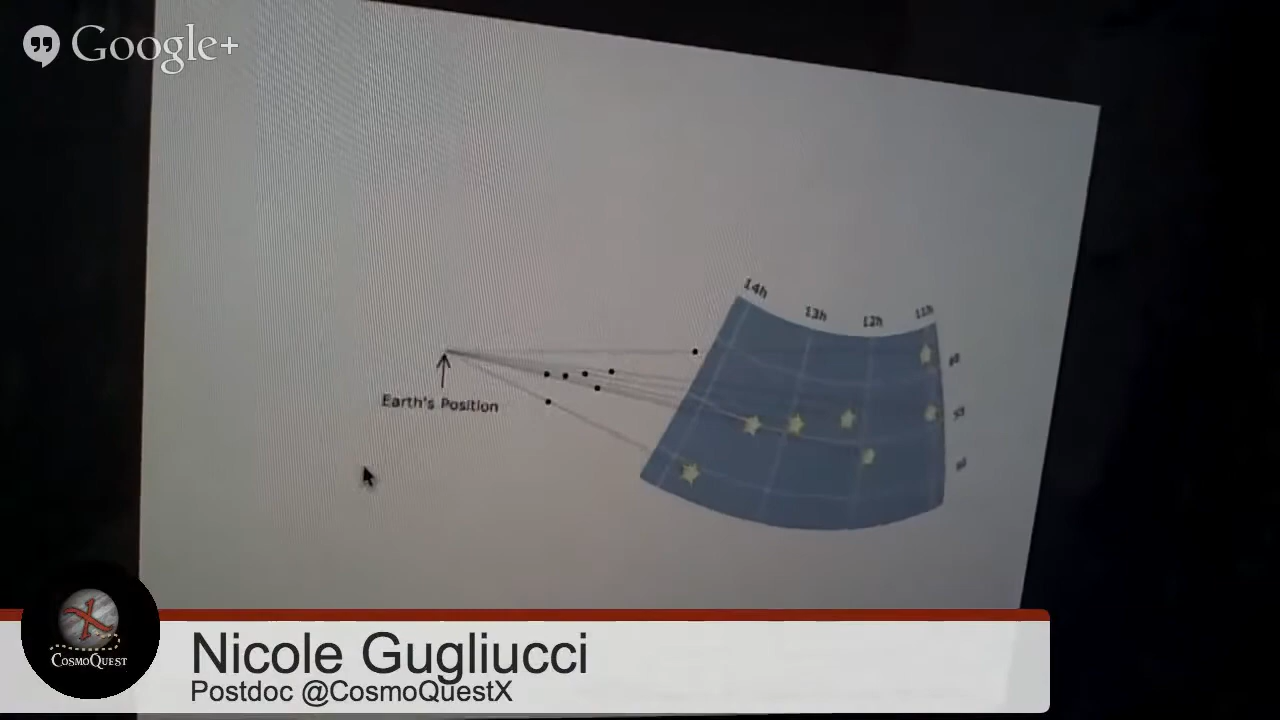 Google+
14h
13h
12h
11h
Earth's Position
COSMOQUEST
Nicole Gugliucci
Postdoc @CosmoQuestX